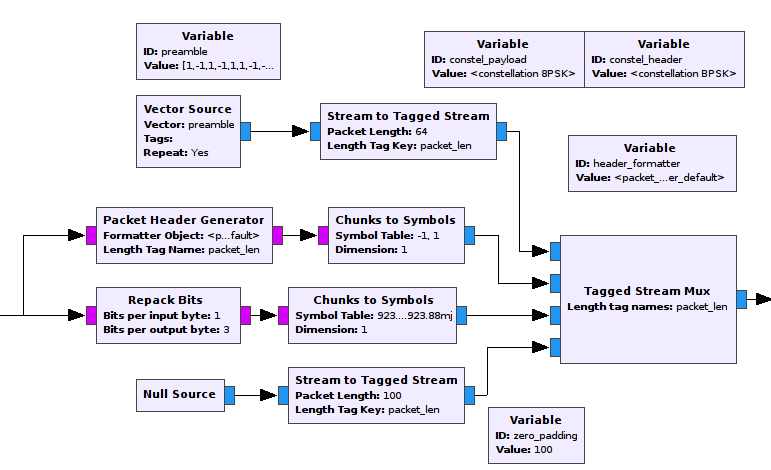 Variable
ID: preamble
Value: [1,-1,1,-1,1,1,-1,-...
Variable
ID: constel_payload
Value: <constellation 8PSK>
Variable
ID: constel_header
Value: <constellation BPSK>
Vector Source
Vector: preamble
Tags:
Repeat: Yes
Stream to Tagged Stream
Packet Length: 64
Length Tag Key: packet_len
Variable
ID: header_formatter
Value: <packet_...er_default>
Packet Header Generator
Formatter Object: <p...fault>
Length Tag Name: packet_len
Chunks to Symbols
Symbol Table: -1, 1
Dimension: 1
Tagged Stream Mux
Length tag names: packet_len
Repack Bits
Bits per input byte: 1
Bits per output byte: 3
Chunks to Symbols
Symbol Table: 923....923.88mj
Dimension: 1
Null Source
Stream to Tagged Stream
Packet Length: 100
Length Tag Key: packet_len
Variable
ID: zero_padding
Value: 100